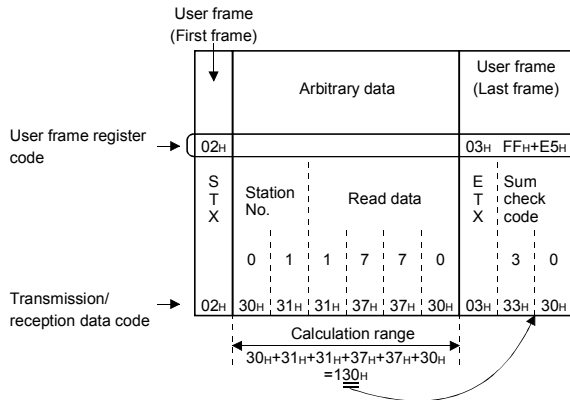 User frame
(First frame)
Arbitrary data
User frame
(Last frame)
User frame register
code
02H
03H FFH+E5H
S
T
X
Station
No.
Read data
E
T
X
Sum
check
code
0 1 1 7 7 0 3 0
Transmission/
reception data code
02H 30H 31H 31H 37H 37H 30H 03H 33H 30H
Calculation range
30H+31H+31H+37H+37H+30H
=130H